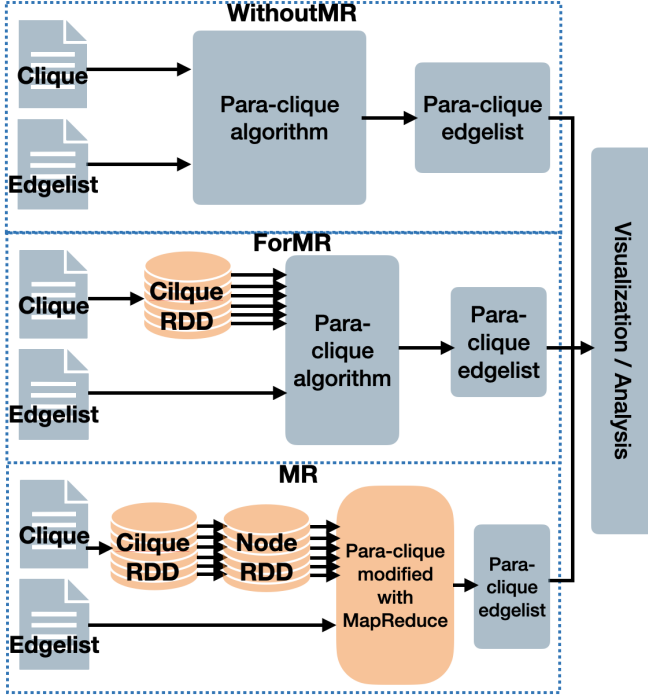 WithoutMR
Clique
Edgelist
Para-clique
algorithm
Para-clique
edgelist
ForMR
Clique
Cilque
RDD
Edgelist
Para-
clique
algorithm
Para-
clique
edgelist
MR
Clique
Cilque
RDD
Node
RDD
Edgelist
Para-clique
modified
with
MapReduce
Para-
clique
edgelist
Visualization / Analysis